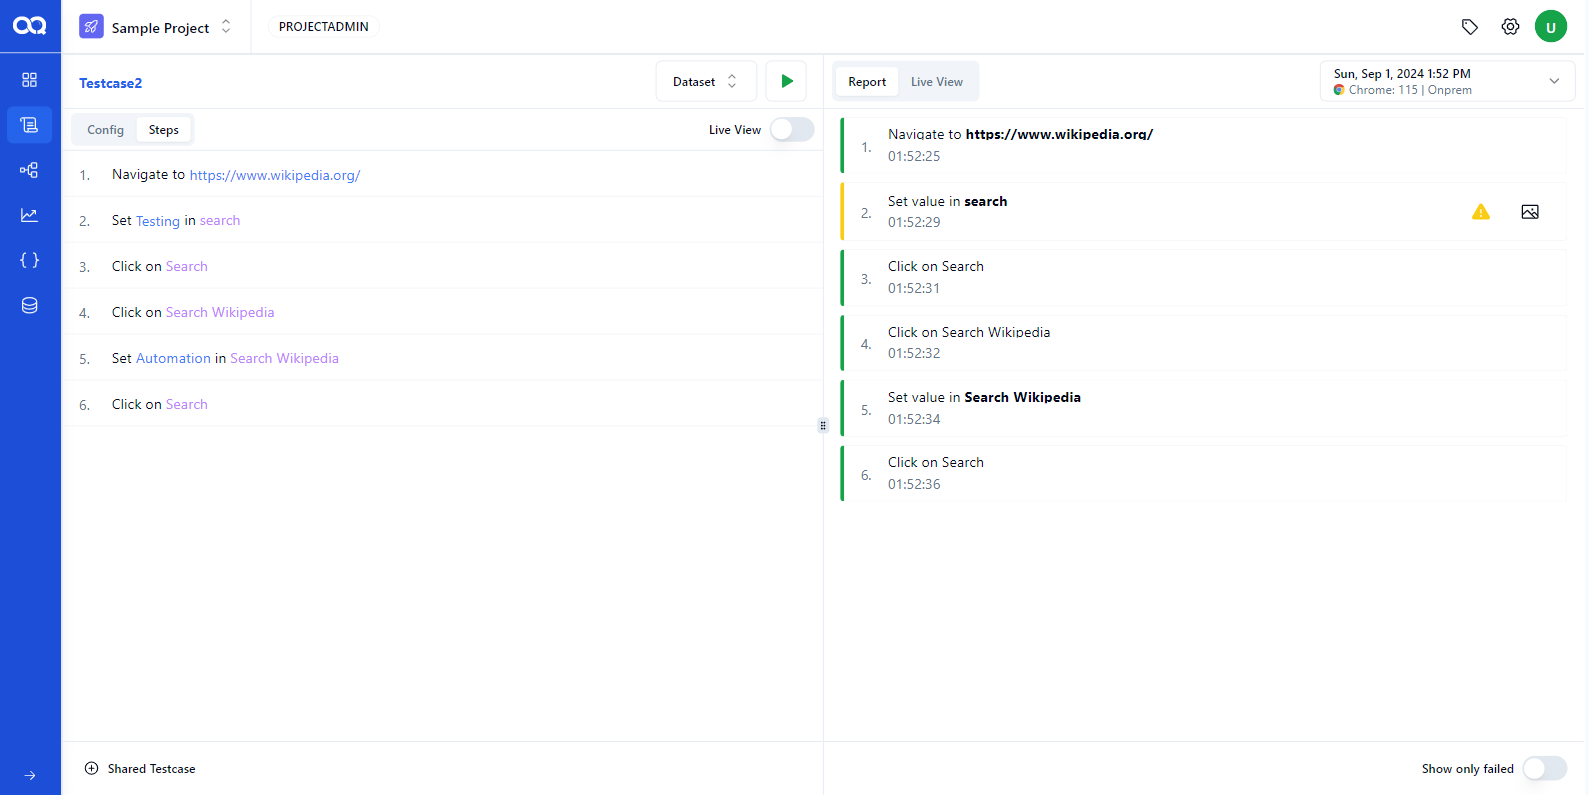 Sample Project
PROJECTADMIN
U
Testcase2
Dataset
Config
Steps
Live View
1. Navigate to https://www.wikipedia.org/
2. Set Testing in search
3. Click on Search
4. Click on Search Wikipedia
5. Set Automation in Search Wikipedia
6. Click on Search
Shared Testcase
Report
Live View
Sun, Sep 1, 2024 1:52 PM
Chrome: 115 | Onprem
1. Navigate to https://www.wikipedia.org/
01:52:25
2. Set value in search
01:52:29
3. Click on Search
01:52:31
4. Click on Search Wikipedia
01:52:32
5. Set value in Search Wikipedia
01:52:34
6. Click on Search
01:52:36
Show only failed